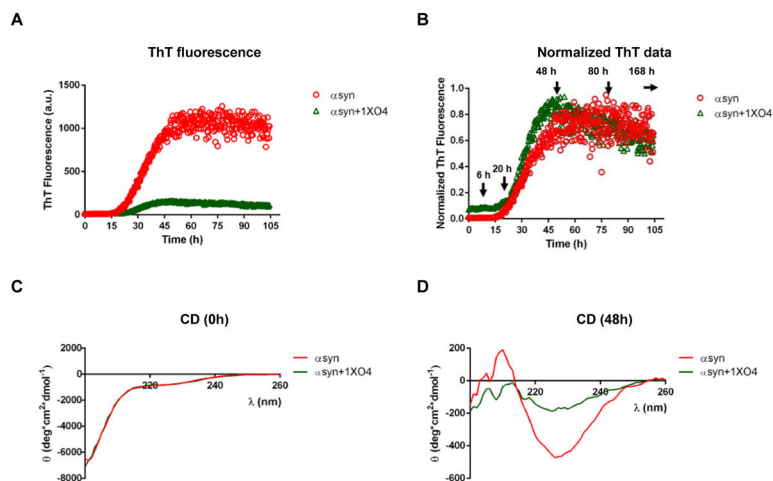 A
ThT fluorescence
ThT Fluorescence (a.u.)
1500
1000
500
0
0 15 30 45 60 75 90 105
Time (h)
αsyn
αsyn+1XO4
B
Normalized ThT data
48 h
80 h
168 h
6 h
20 h
Normalized ThT Fluorescence
1.0
0.8
0.6
0.4
0.2
0.0
0 15 30 45 60 75 90 105
Time (h)
αsyn
αsyn+1XO4
C
CD (0h)
θ (deg*cm²*dmol⁻¹)
2000
0
-2000
-4000
-6000
-8000
220 240 260
λ (nm)
αsyn
αsyn+1XO4
D
CD (48h)
θ (deg*cm²*dmol⁻¹)
200
0
-200
-400
-600
220 240 260
λ (nm)
αsyn
αsyn+1XO4